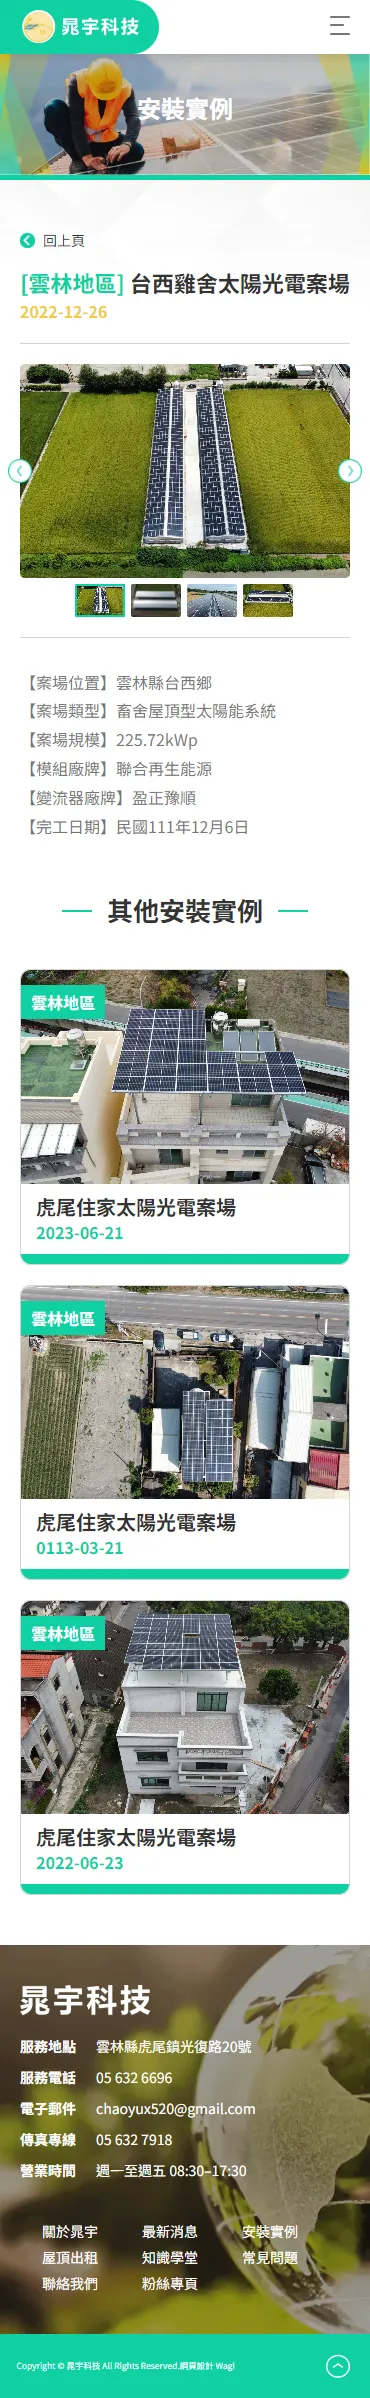 晁宇科技
安裝實例
回上頁
[雲林地區] 台西雞舍太陽光電案場
2022-12-26
【案場位置】雲林縣台西鄉
【案場類型】畜舍屋頂型太陽能系統
【案場規模】225.72kWp
【模組廠牌】聯合再生能源
【變流器廠牌】盈正豫順
【完工日期】民國111年12月6日
其他安裝實例
雲林地區
虎尾住家太陽光電案場
2023-06-21
雲林地區
虎尾住家太陽光電案場
0113-03-21
雲林地區
虎尾住家太陽光電案場
2022-06-23
晁宇科技
服務地點 雲林縣虎尾鎮光復路20號
服務電話 05 632 6696
電子郵件 chaoyux520@gmail.com
傳真專線 05 632 7918
營業時間 週一至週五 08:30-17:30
關於晁宇 最新消息 安裝實例
屋頂出租 知識學堂 常見問題
聯絡我們 粉絲專頁
Copyright © 晁宇科技 All Rights Reserved.網頁設計 Wagi